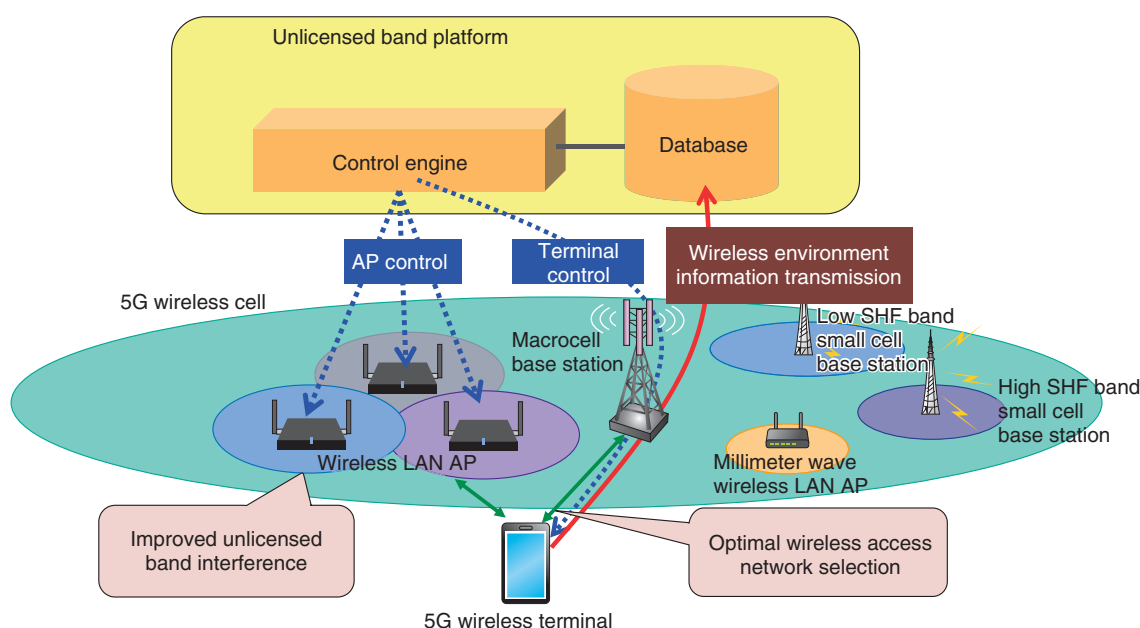 Unlicensed band platform
Control engine
Database
AP control
Terminal
control
Wireless environment
information transmission
5G wireless cell
Macrocell
base station
Low SHF band
small cell
base station
High SHF band
small cell
base station
Wireless LAN AP
Millimeter wave
wireless LAN AP
Improved unlicensed
band interference
Optimal wireless access
network selection
5G wireless terminal